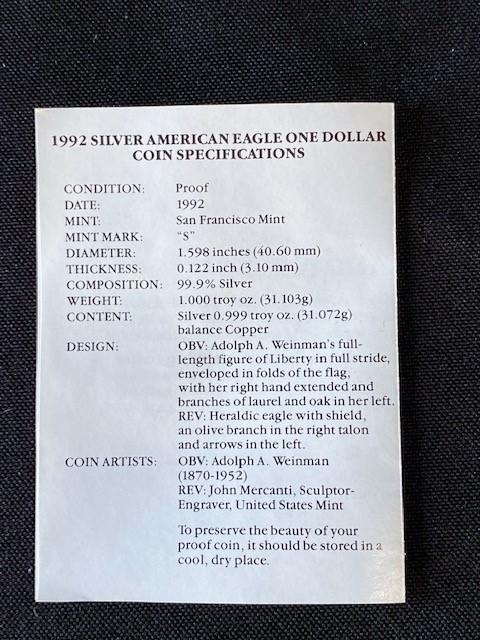 1992 SILVER AMERICAN EAGLE ONE DOLLAR
COIN SPECIFICATIONS
CONDITION: Proof
DATE: 1992
MINT: San Francisco Mint
MINT MARK: "S"
DIAMETER: 1.598 inches (40.60 mm)
THICKNESS: 0.122 inch (3.10 mm)
COMPOSITION: 99.9% Silver
WEIGHT: 1.000 troy oz. (31.103g)
CONTENT: Silver 0.999 troy oz. (31.072g)
balance Copper
DESIGN: OBV: Adolph A. Weinman's full-
length figure of Liberty in full stride,
enveloped in folds of the flag,
with her right hand extended and
branches of laurel and oak in her left.
REV: Heraldic eagle with shield,
an olive branch in the right talon
and arrows in the left.
COIN ARTISTS: OBV: Adolph A. Weinman
(1870-1952)
REV: John Mercanti, Sculptor-
Engraver, United States Mint
To preserve the beauty of your
proof coin, it should be stored in a
cool, dry place.